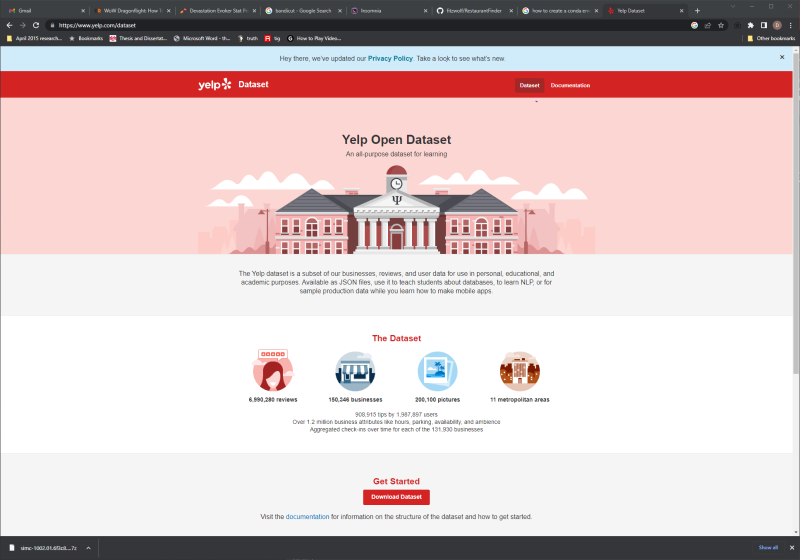 Gmail
WoW Dragonflight: How T
Devastation Evoker Stat Pri
bandicut - Google Search
Insomnia
fitzwolf/RestaurantFinder
how to create a conda env
Yelp Dataset
https://www.yelp.com/dataset
April 2015 research...
Bookmarks
Thesis and Dissertat...
Microsoft Word - th...
truth
sig
How to Play Video...
Other bookmarks
Hey there, we've updated our Privacy Policy. Take a look to see what's new.
yelp Dataset
Dataset
Documentation
Yelp Open Dataset
An all-purpose dataset for learning
Ψ
The Yelp dataset is a subset of our businesses, reviews, and user data for use in personal, educational, and
academic purposes. Available as JSON files, use it to teach students about databases, to learn NLP, or for
sample production data while you learn how to make mobile apps.
The Dataset
6,990,280 reviews
150,346 businesses
200,100 pictures
11 metropolitan areas
908,915 tips by 1,987,897 users
Over 1.2 million business attributes like hours, parking, availability, and ambience
Aggregated check-ins over time for each of the 131,930 businesses
Get Started
Download Dataset
Visit the documentation for information on the structure of the dataset and how to get started.
Show all